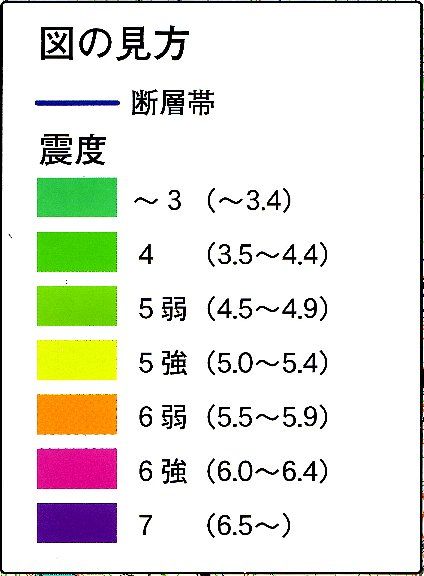 図の見方
断層帯
震度
～3 （～3.4）
4 （3.5～4.4）
5弱 （4.5～4.9）
5強 （5.0～5.4）
6弱 （5.5～5.9）
6強 （6.0～6.4）
7 （6.5～）